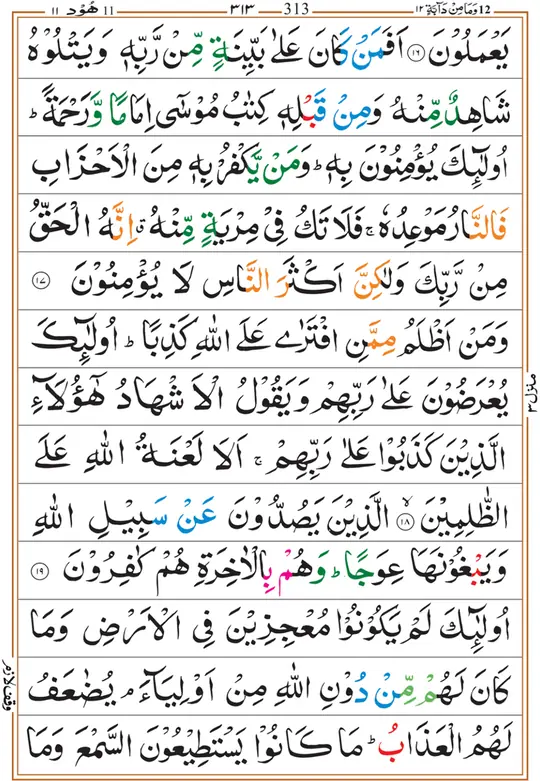 12 وَمَا مِنْ دَآبَّةٍ ١٢ ٣١٣ 313 11 هُوْد ١١
يَعْمَلُوْنَ ۝١٦ اَفَمَنْ كَانَ عَلٰى بَيِّنَةٍ مِّنْ رَّبِّهٖ وَيَتْلُوْهُ
شَاهِدٌ مِّنْهُ وَمِنْ قَبْلِهٖ كِتٰبُ مُوْسٰٓى اِمَامًا وَّرَحْمَةً ؕ
اُولٰٓئِكَ يُؤْمِنُوْنَ بِهٖ ؕ وَمَنْ يَّكْفُرْ بِهٖ مِنَ الْاَحْزَابِ
فَالنَّارُ مَوْعِدُهٗ ۚ فَلَا تَكُ فِيْ مِرْيَةٍ مِّنْهُ ۗ اِنَّهُ الْحَقُّ
مِنْ رَّبِّكَ وَلٰكِنَّ اَكْثَرَ النَّاسِ لَا يُؤْمِنُوْنَ ۝١٧
وَمَنْ اَظْلَمُ مِمَّنِ افْتَرٰى عَلَى اللّٰهِ كَذِبًا ؕ اُولٰٓئِكَ
يُعْرَضُوْنَ عَلٰى رَبِّهِمْ وَيَقُوْلُ الْاَشْهَادُ هٰٓؤُلَآءِ
الَّذِيْنَ كَذَبُوْا عَلٰى رَبِّهِمْ ۚ اَلَا لَعْنَةُ اللّٰهِ عَلَى
الظّٰلِمِيْنَ ۝١٨ۙ الَّذِيْنَ يَصُدُّوْنَ عَنْ سَبِيْلِ اللّٰهِ
وَيَبْغُوْنَهَا عِوَجًا ؕ وَهُمْ بِالْاٰخِرَةِ هُمْ كٰفِرُوْنَ ۝١٩
اُولٰٓئِكَ لَمْ يَكُوْنُوْا مُعْجِزِيْنَ فِى الْاَرْضِ وَمَا
كَانَ لَهُمْ مِّنْ دُوْنِ اللّٰهِ مِنْ اَوْلِيَآءَ ۘ يُضٰعَفُ
لَهُمُ الْعَذَابُ ؕ مَا كَانُوْا يَسْتَطِيْعُوْنَ السَّمْعَ وَمَا
منزل ٣
وقف لازم